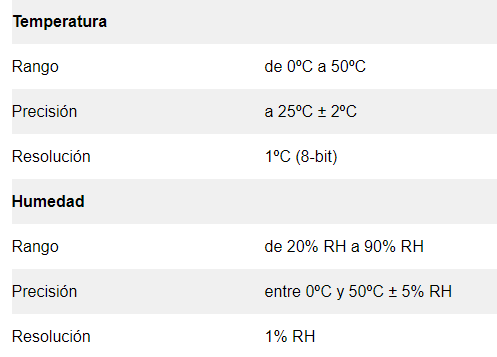 Temperatura
Rango de 0ºC a 50ºC
Precisión a 25ºC ± 2ºC
Resolución 1ºC (8-bit)
Humedad
Rango de 20% RH a 90% RH
Precisión entre 0ºC y 50ºC ± 5% RH
Resolución 1% RH